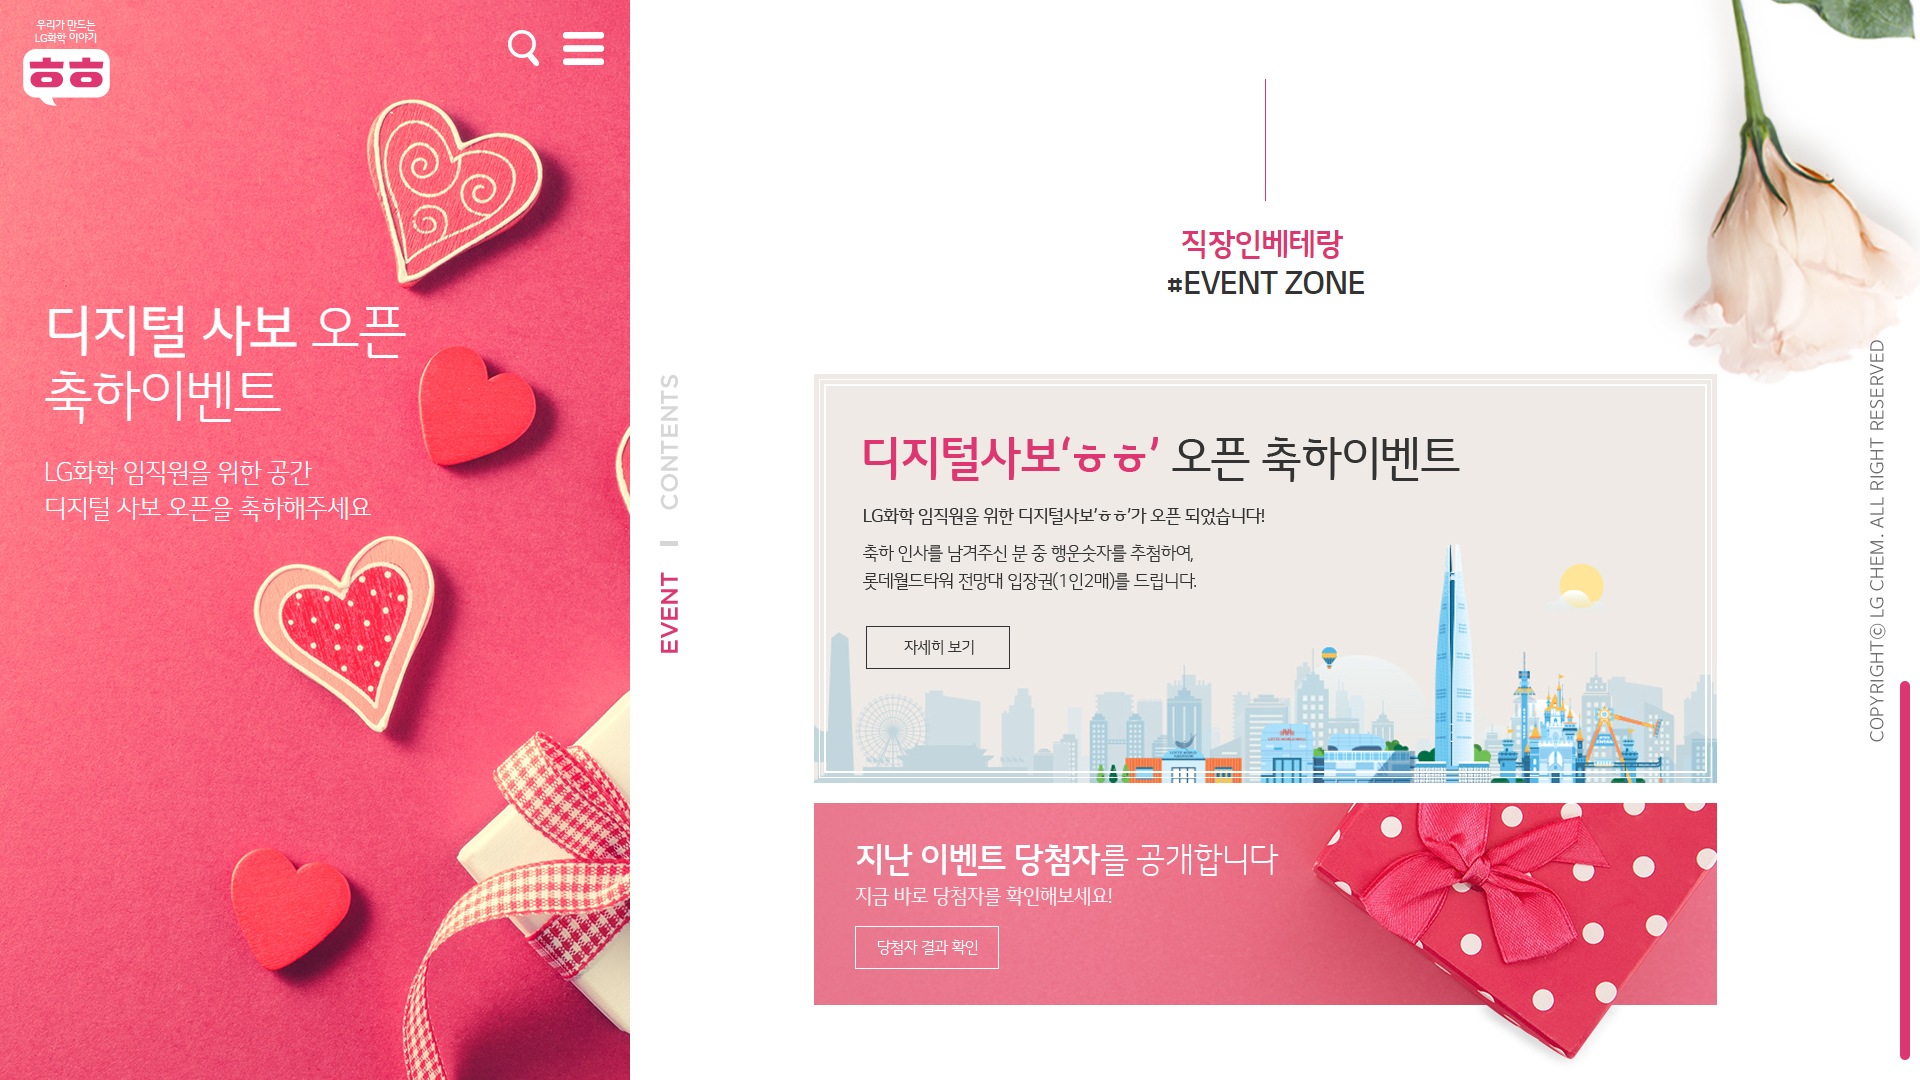 우리가 만드는
LG화학 이야기
ㅎㅎ
디지털 사보 오픈
축하이벤트
LG화학 임직원을 위한 공간
디지털 사보 오픈을 축하해주세요
CONTENTS
EVENT
직장인베테랑
#EVENT ZONE
디지털사보‘ㅎㅎ’ 오픈 축하이벤트
LG화학 임직원을 위한 디지털사보’ㅎㅎ’가 오픈 되었습니다!
축하 인사를 남겨주신 분 중 행운숫자를 추첨하여,
롯데월드타워 전망대 입장권(1인2매)를 드립니다.
자세히 보기
지난 이벤트 당첨자를 공개합니다
지금 바로 당첨자를 확인해보세요!
당첨자 결과 확인
COPYRIGHTⓒ LG CHEM. ALL RIGHT RESERVED